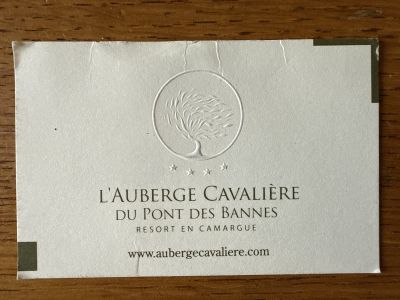 L'AUBERGE CAVALIÈRE
DU PONT DES BANNES
RESORT EN CAMARGUE
www.aubergecavaliere.com